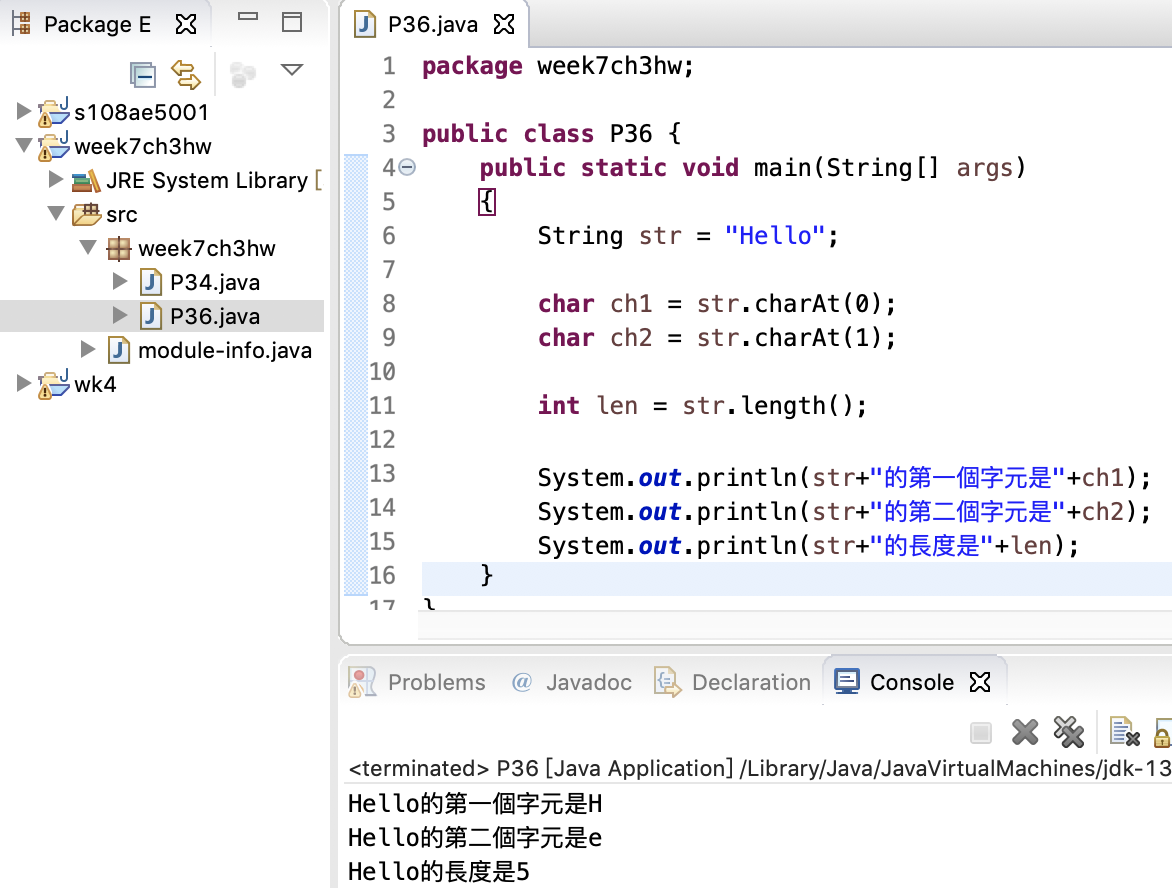 Package E
s108ae5001
week7ch3hw
JRE System Library [
src
week7ch3hw
P34.java
P36.java
module-info.java
wk4
P36.java
1 package week7ch3hw;
2
3 public class P36 {
4 public static void main(String[] args)
5 {
6 String str = "Hello";
7
8 char ch1 = str.charAt(0);
9 char ch2 = str.charAt(1);
10
11 int len = str.length();
12
13 System.out.println(str+"的第一個字元是"+ch1);
14 System.out.println(str+"的第二個字元是"+ch2);
15 System.out.println(str+"的長度是"+len);
16 }
17 }
Problems @ Javadoc Declaration Console
<terminated> P36 [Java Application] /Library/Java/JavaVirtualMachines/jdk-13
Hello的第一個字元是H
Hello的第二個字元是e
Hello的長度是5